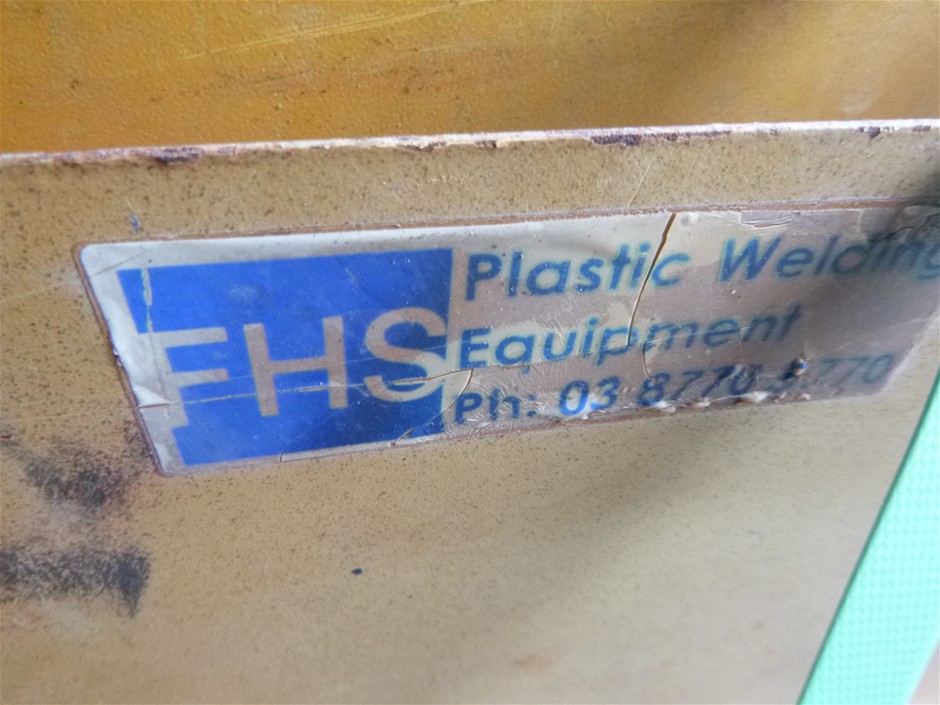 FHS
Plastic Welding
Equipment
Ph: 03 8770